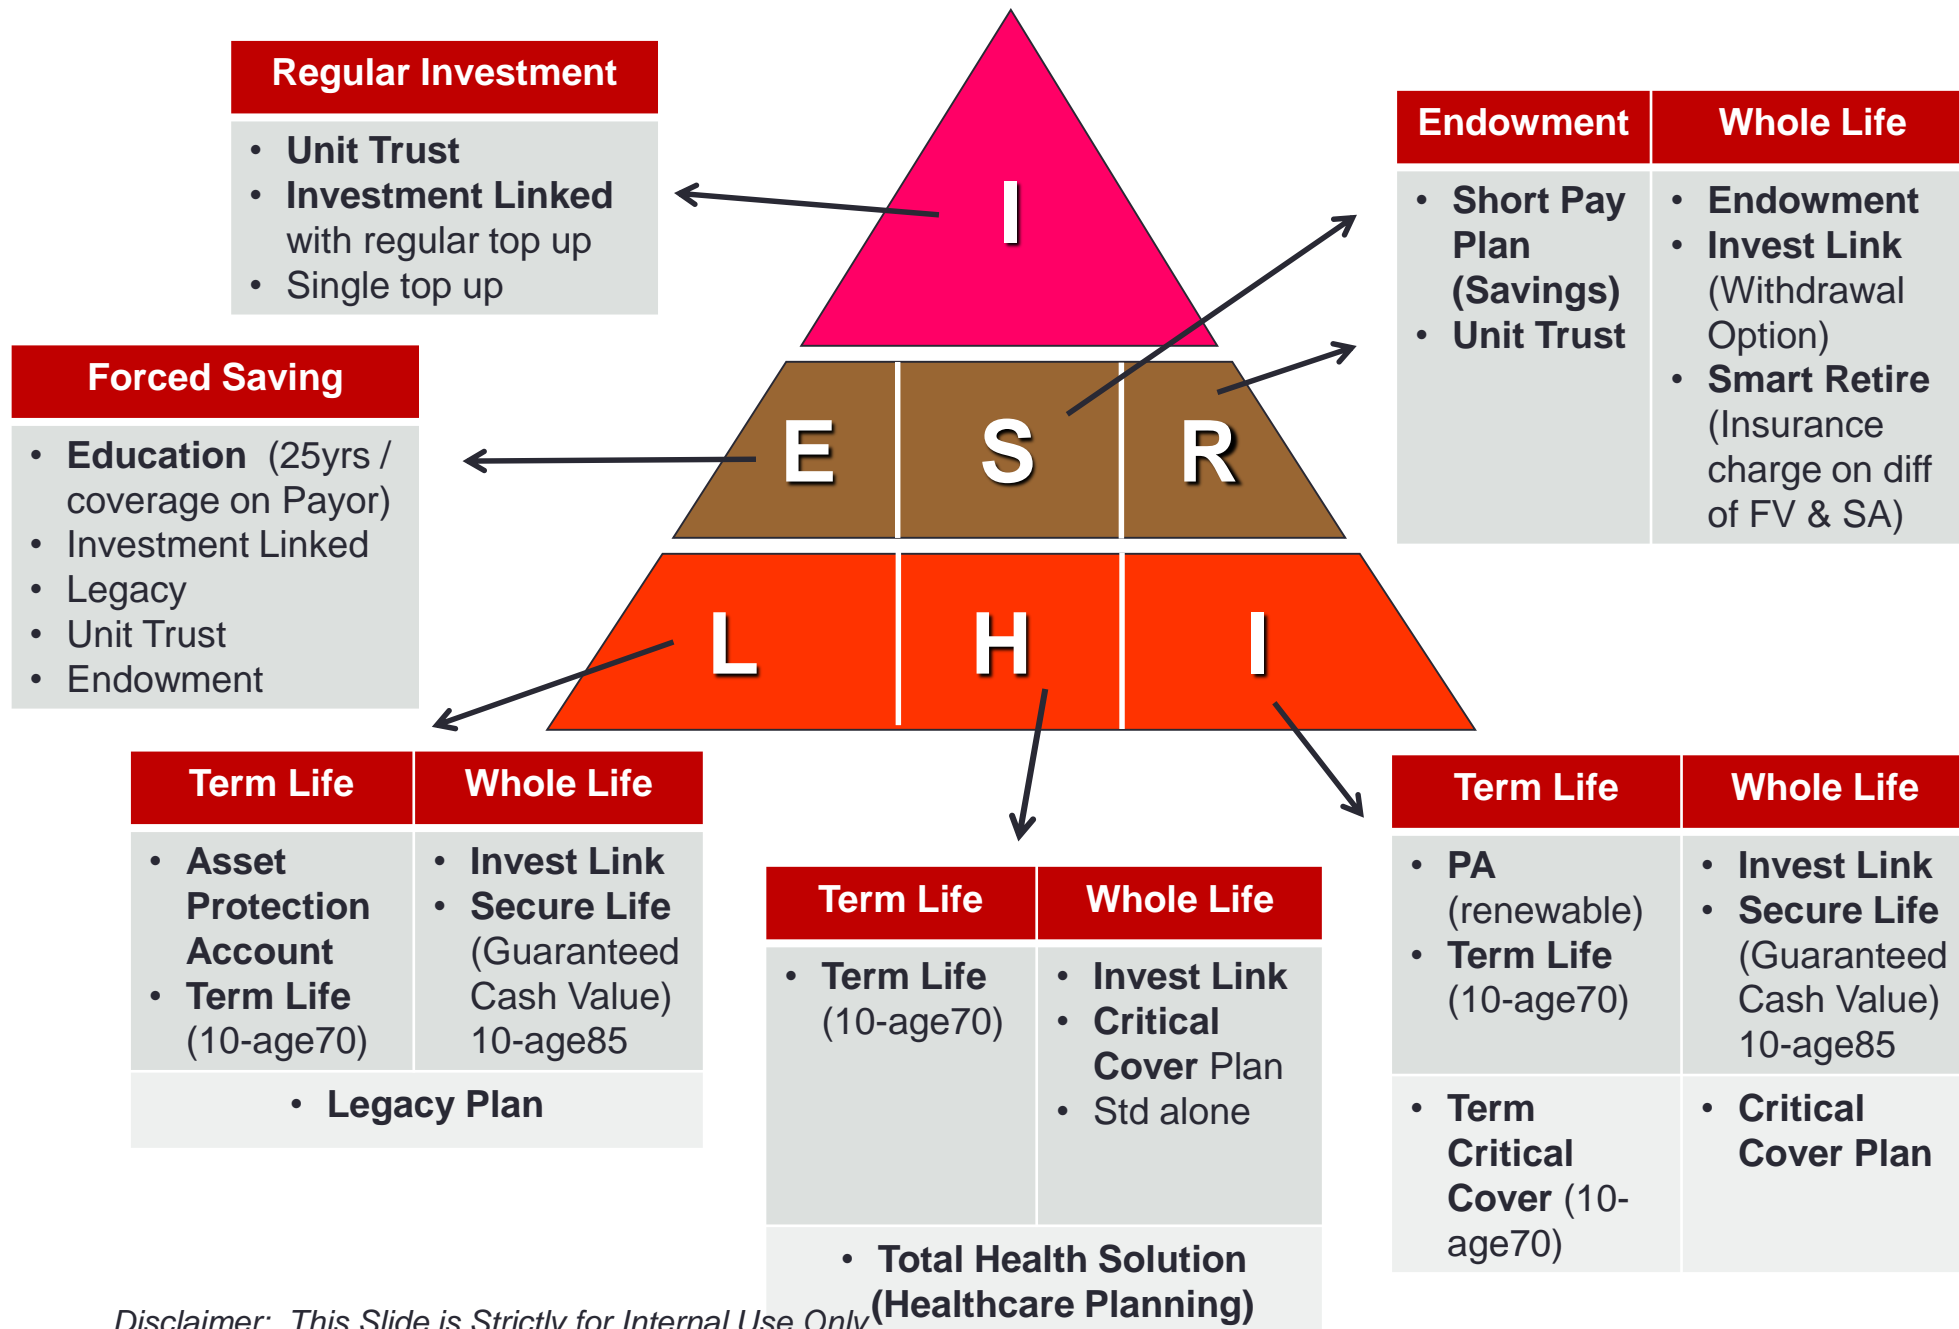 Regular Investment
• Unit Trust
• Investment Linked
with regular top up
• Single top up
I
Endowment
Whole Life
• Short Pay
Plan
(Savings)
• Unit Trust
• Endowment
• Invest Link
(Withdrawal
Option)
• Smart Retire
(Insurance
charge on diff
of FV & SA)
Forced Saving
• Education (25yrs /
coverage on Payor)
• Investment Linked
• Legacy
• Unit Trust
• Endowment
E
S
R
L
H
I
Term Life
Whole Life
• Asset
Protection
Account
• Term Life
(10-age70)
• Invest Link
• Secure Life
(Guaranteed
Cash Value)
10-age85
• Legacy Plan
Term Life
Whole Life
• Term Life
(10-age70)
• Invest Link
• Critical
Cover Plan
• Std alone
• Total Health Solution
(Healthcare Planning)
Term Life
Whole Life
• PA
(renewable)
• Term Life
(10-age70)
• Invest Link
• Secure Life
(Guaranteed
Cash Value)
10-age85
• Term
Critical
Cover (10-
age70)
• Critical
Cover Plan
Disclaimer: This Slide is Strictly for Internal Use Only